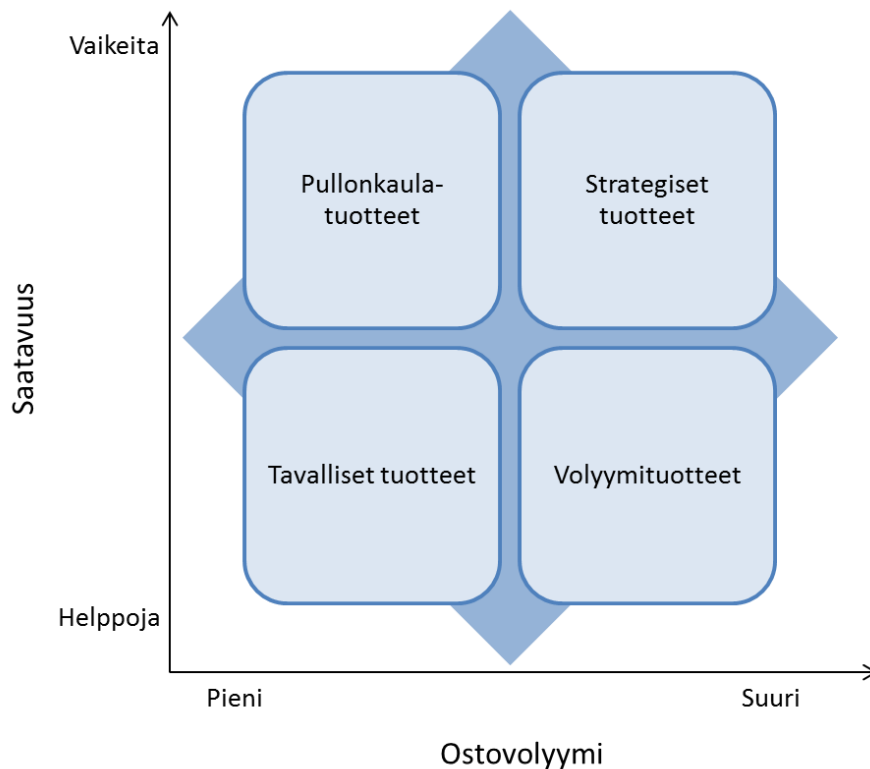 Vaikeita
Pullonkaula-
tuotteet
Strategiset
tuotteet
Saatavuus
Tavalliset tuotteet
Volyymituotteet
Helppoja
Pieni
Suuri
Ostovolyymi